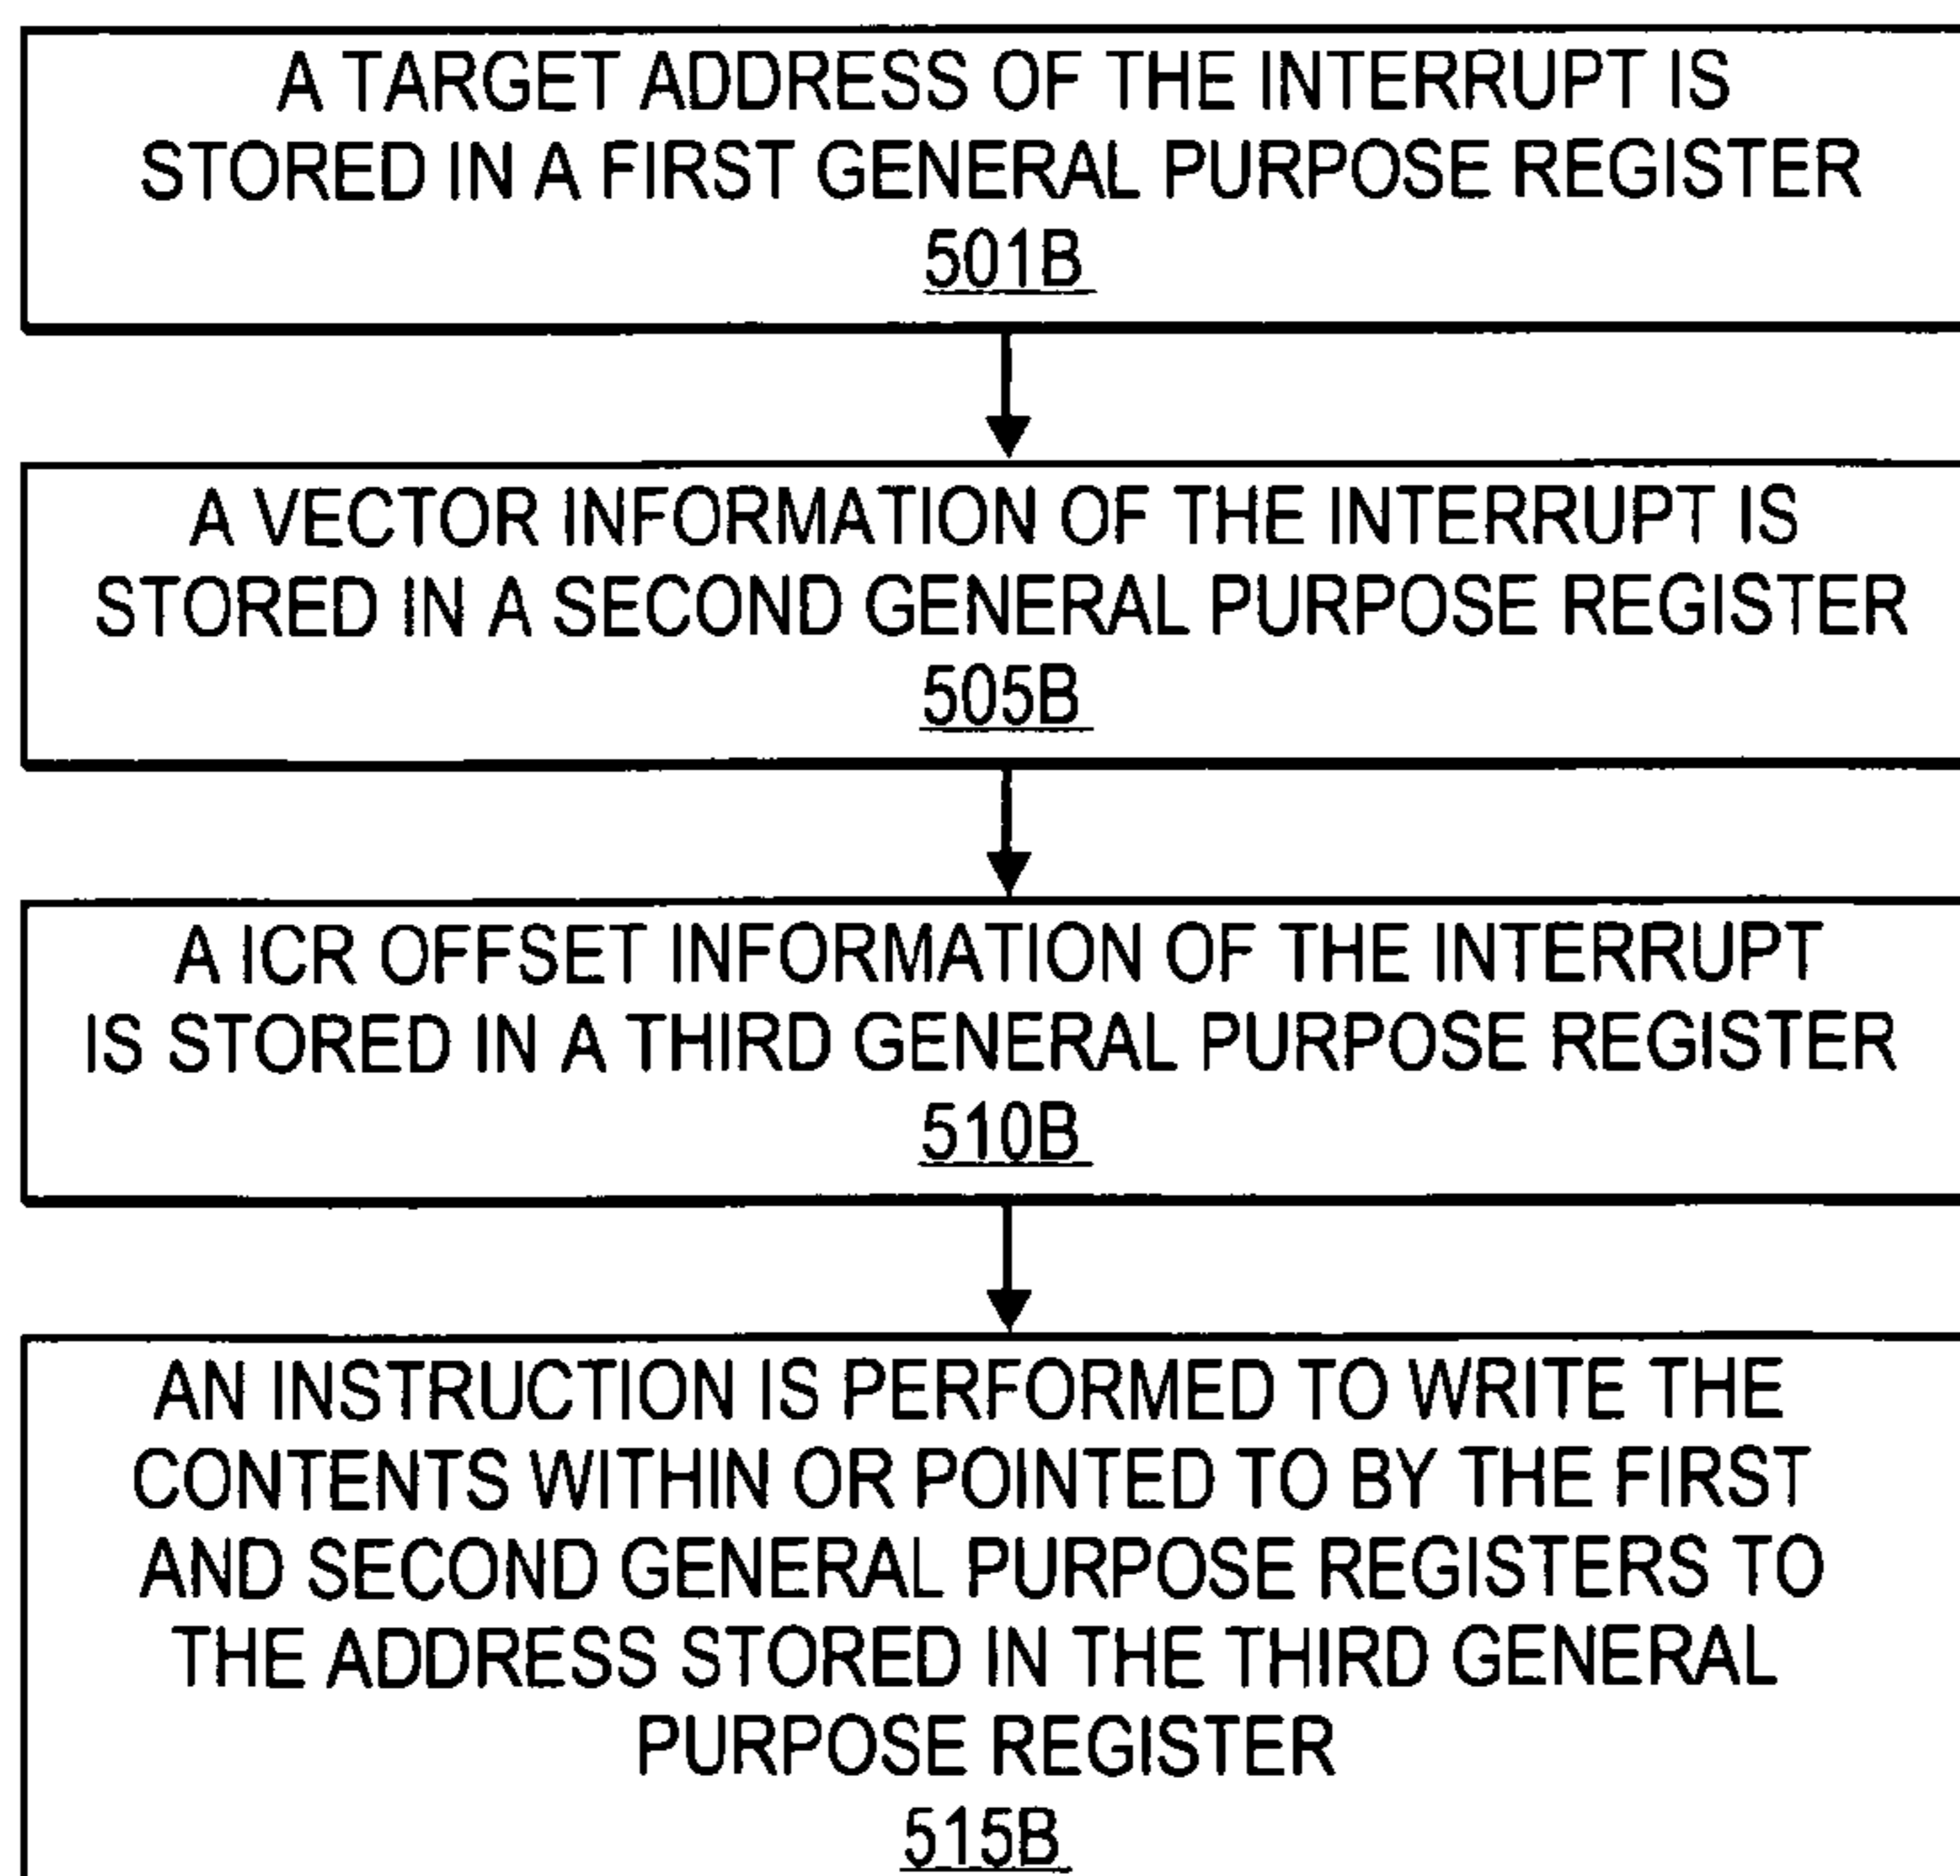 A TARGET ADDRESS OF THE INTERRUPT IS
STORED IN A FIRST GENERAL PURPOSE REGISTER
501B
A VECTOR INFORMATION OF THE INTERRUPT IS
STORED IN A SECOND GENERAL PURPOSE REGISTER
505B
A ICR OFFSET INFORMATION OF THE INTERRUPT
IS STORED IN A THIRD GENERAL PURPOSE REGISTER
510B
AN INSTRUCTION IS PERFORMED TO WRITE THE
CONTENTS WITHIN OR POINTED TO BY THE FIRST
AND SECOND GENERAL PURPOSE REGISTERS TO
THE ADDRESS STORED IN THE THIRD GENERAL
PURPOSE REGISTER
515B